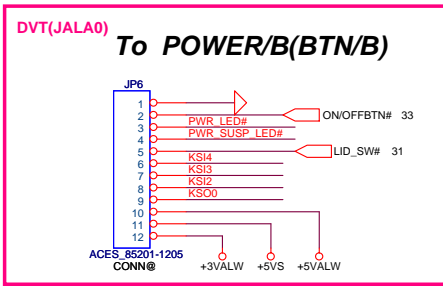 DVT(JALA0)
To POWER/B(BTN/B)
JP6
1
2 ON/OFFBTN# 33
3 PWR_LED#
4 PWR_SUSP_LED#
5 LID_SW# 31
6 KSI4
7 KSI3
8 KSI2
9 KSO0
10
11
12
ACES_85201-1205
CONN@
+3VALW +5VS +5VALW